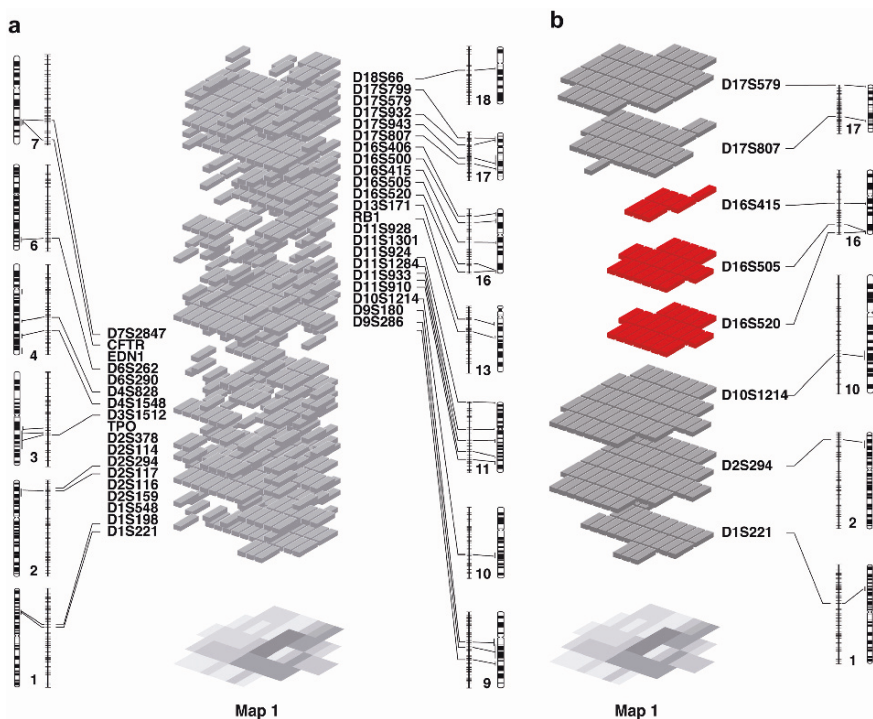 a
7
6
4
3
2
1
D7S2847
CFTR
EDN1
D6S262
D6S290
D4S828
D4S1548
D3S1512
TPO
D2S378
D2S114
D2S294
D2S117
D2S116
D2S159
D1S548
D1S198
D1S221
D18S66
D17S799
D17S579
D17S932
D17S943
D17S807
D16S406
D16S500
D16S415
D16S505
D16S520
D13S171
RB1
D11S928
D11S1301
D11S924
D11S1284
D11S933
D11S910
D10S1214
D9S180
D9S286
18
17
16
13
11
10
9
Map 1
b
D17S579
D17S807
D16S415
D16S505
D16S520
D10S1214
D2S294
D1S221
17
16
10
2
1
Map 1